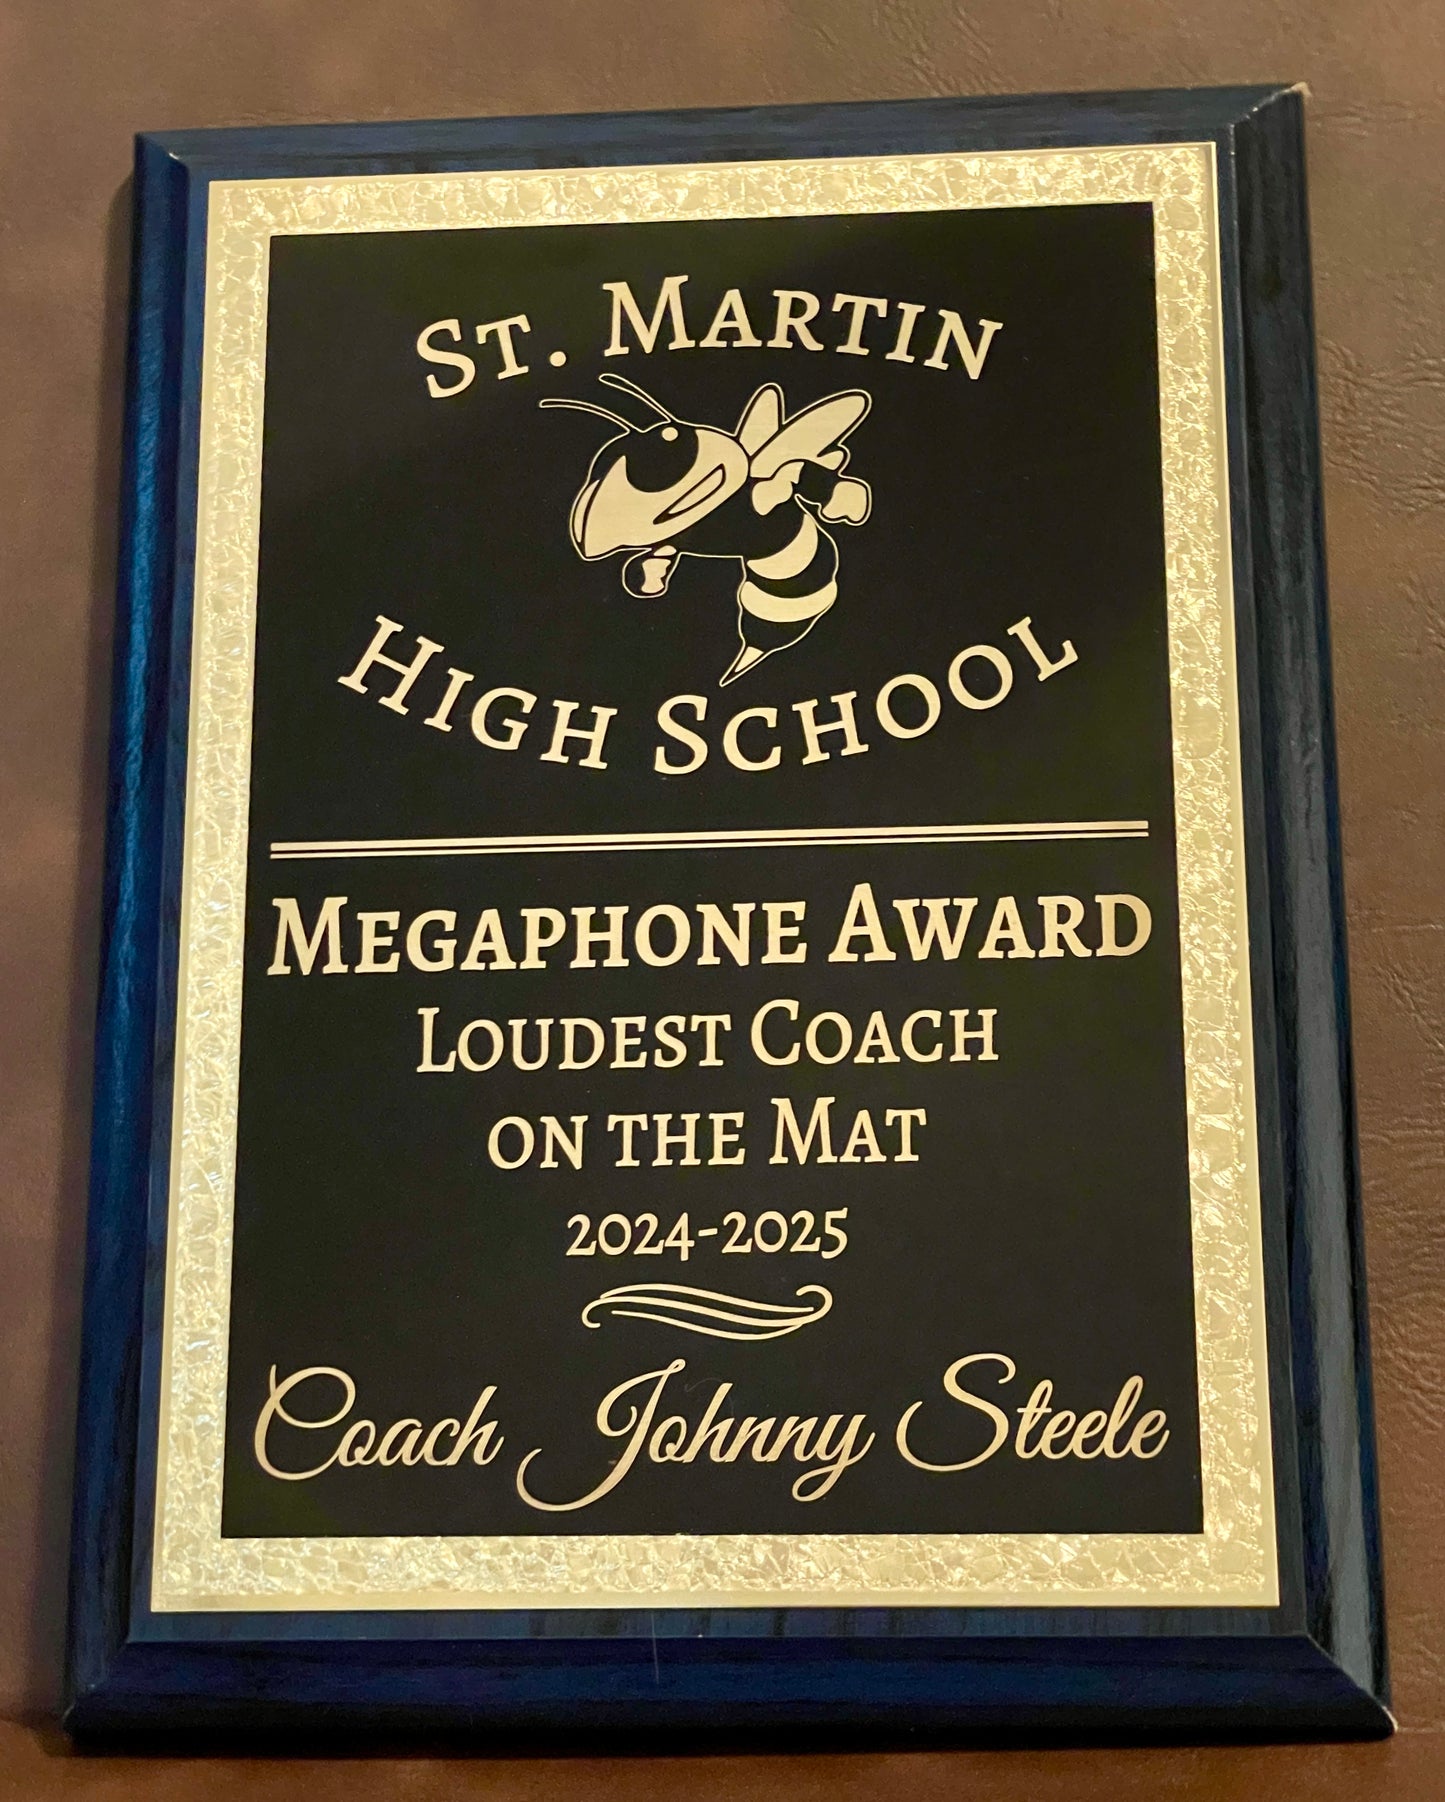 St. Martin
High School
Megaphone Award
Loudest Coach
on the Mat
2024-2025
Coach Johnny Steele